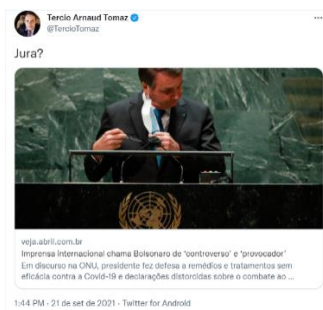 Tercio Arnaud Tomaz
@TercioTomaz
Jura?
veja.abril.com.br
Imprensa internacional chama Bolsonaro de 'controverso' e 'provocador'
Em discurso na ONU, presidente fez defesa a remédios e tratamentos sem
eficácia contra a Covid-19 e declarações distorcidas sobre o combate ao ...
1:44 PM · 21 de set de 2021 · Twitter for Android